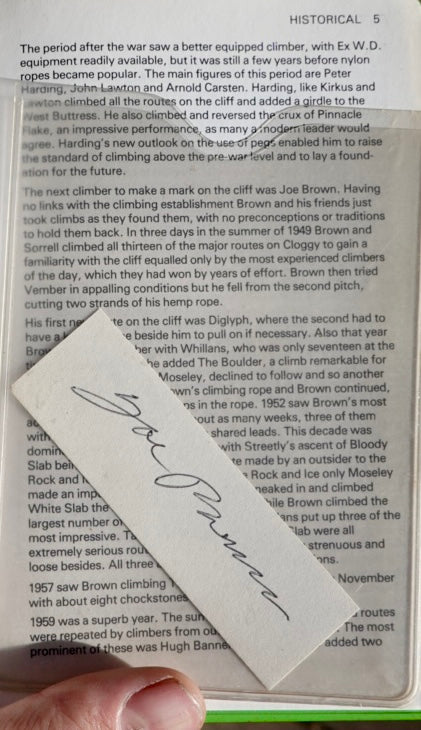 HISTORICAL 5
The period after the war saw a better equipped climber, with Ex W.D.
equipment readily available, but it was still a few years before nylon
ropes became popular. The main figures of this period are Peter
Harding, John Lawton and Arnold Carsten. Harding, like Kirkus and
Lawton climbed all the routes on the cliff and added a girdle to the
West Buttress. He also climbed and reversed the crux of Pinnacle
Flake, an impressive performance, as many a modern leader would
agree. Harding's new outlook on the use of pegs enabled him to raise
the standard of climbing above the pre-war level and to lay a found-
ation for the future.
The next climber to make a mark on the cliff was Joe Brown. Having
no links with the climbing establishment Brown and his friends just
took climbs as they found them, with no preconceptions or traditions
to hold them back. In three days in the summer of 1949 Brown and
Sorrell climbed all thirteen of the major routes on Cloggy to gain a
familiarity with the cliff equalled only by the most experienced climbers
of the day, which they had won by years of effort. Brown then tried
Vember in appalling conditions but he fell from the second pitch,
cutting two strands of his hemp rope.
His first ne te on the cliff was Diglyph, where the second had to
have a e beside him to pull on if necessary. Also that year
Brow her with Whillans, who was only seventeen at the
he added The Boulder, a climb remarkable for
Moseley, declined to follow and so another
wn's climbing rope and Brown continued,
ps in the rope. 1952 saw Brown's most
out as many weeks, three of them
with shared leads. This decade was
domin with Streetly's ascent of Bloody
Slab bein te made by an outsider to the
Rock and Rock and Ice only Moseley
made an imp neaked in and climbed
White Slab the ile Brown climbed the
largest number o ans put up three of the
most impressive. T lab were all
extremely serious rout strenuous and
loose besides. All three ons.
1957 saw Brown climbing November
with about eight chockstones
1959 was a superb year. The sun routes
were repeated by climbers from ou The most
prominent of these was Hugh Banne added two
Joe Brown